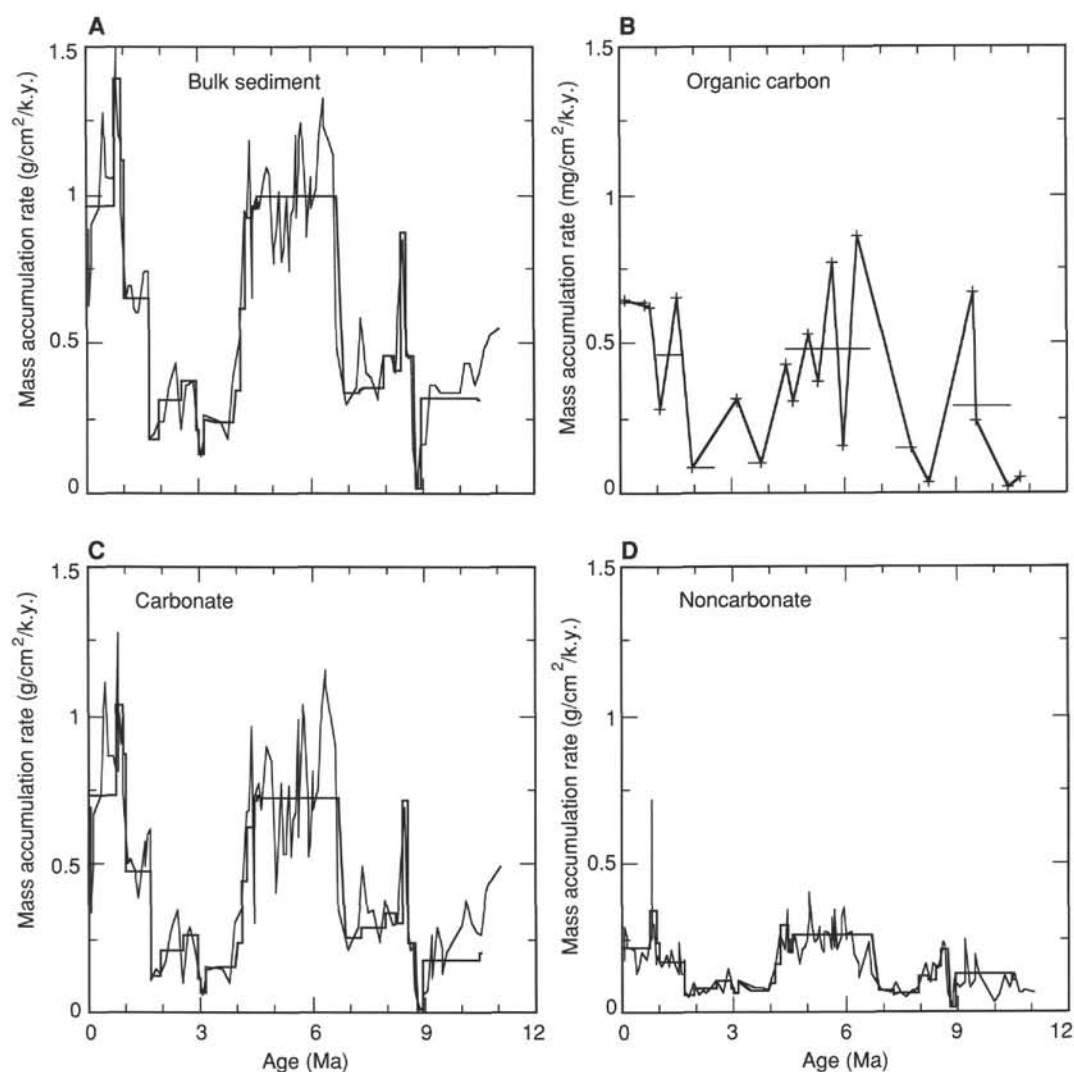 A
Bulk sediment
Mass accumulation rate (g/cm²/k.y.)
1.5
1
0.5
0
B
Organic carbon
Mass accumulation rate (mg/cm²/k.y.)
1.5
1
0.5
0
C
Carbonate
Mass accumulation rate (g/cm²/k.y.)
1.5
1
0.5
0
0 3 6 9 12
Age (Ma)
D
Noncarbonate
Mass accumulation rate (g/cm²/k.y.)
1.5
1
0.5
0
0 3 6 9 12
Age (Ma)